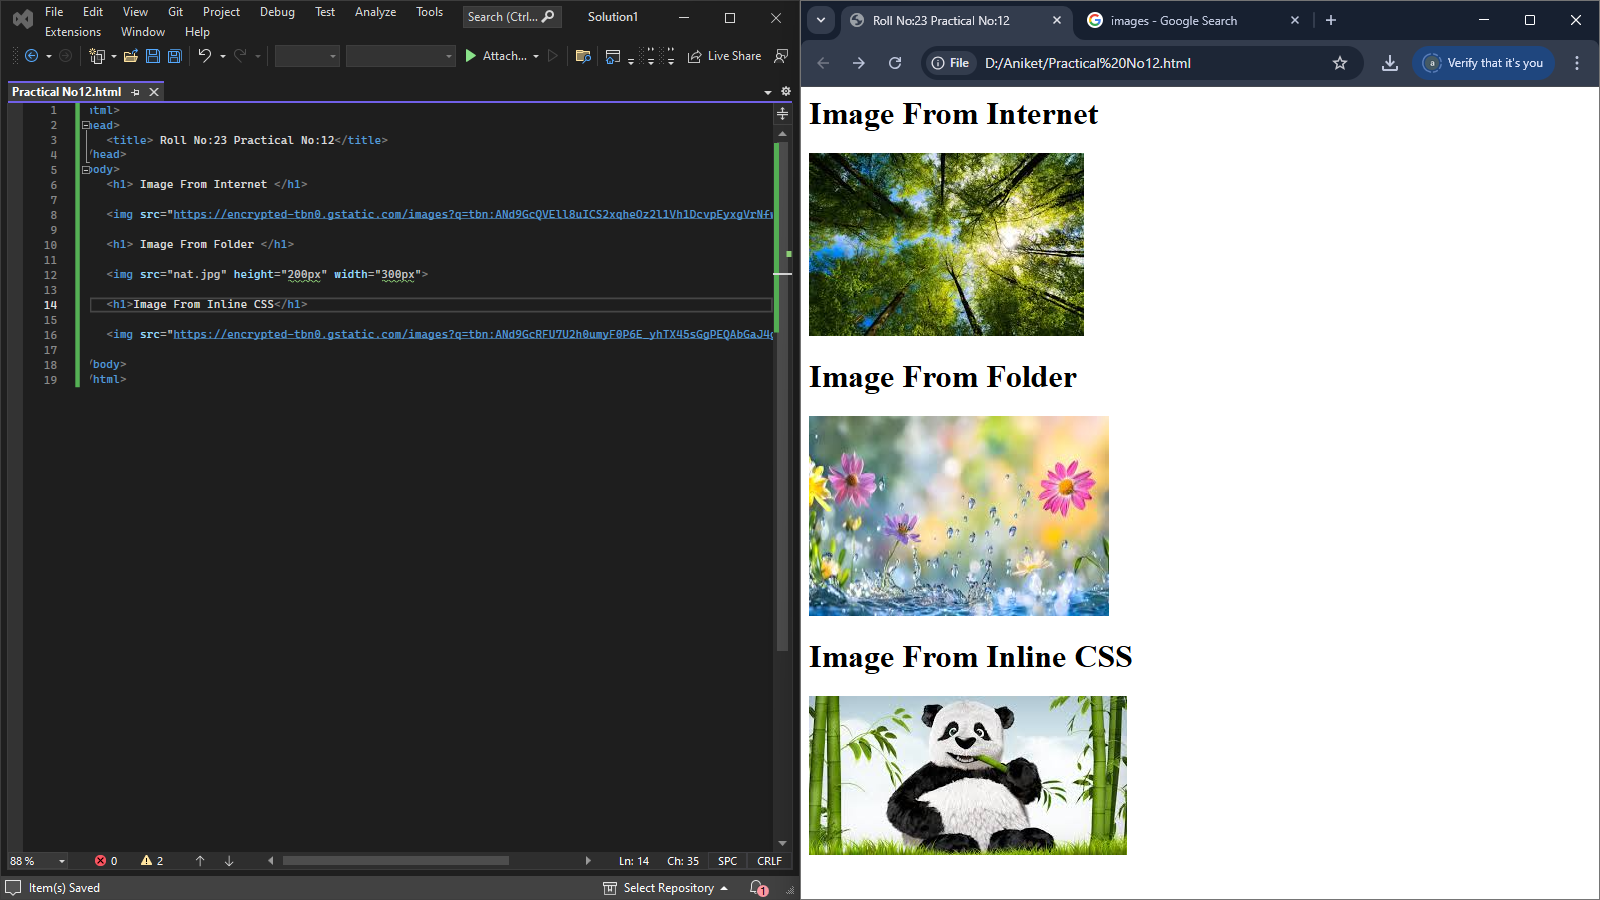 File Edit View Git Project Debug Test Analyze Tools Search (Ctrl... Solution1
Extensions Window Help
Attach... Live Share
Practical No12.html
1 html>
2 head>
3 <title> Roll No:23 Practical No:12</title>
4 /head>
5 body>
6 <h1> Image From Internet </h1>
7
8 <img src="https://encrypted-tbn0.gstatic.com/images?q=tbn:
9
10 <h1> Image From Folder </h1>
11
12 <img src="nat.jpg" height="200px" width="300px">
13
14 <h1>Image From Inline CSS</h1>
15
16 <img src="https://encrypted-tbn0.gstatic.com/images?q=tbn:
17
18 /body>
19 /html>
88 % 0 2 Ln: 14 Ch: 35 SPC CRLF
Item(s) Saved Select Repository 1
Roll No:23 Practical No:12 images - Google Search
File D:/Aniket/Practical%20No12.html a Verify that it's you
Image From Internet
Image From Folder
Image From Inline CSS